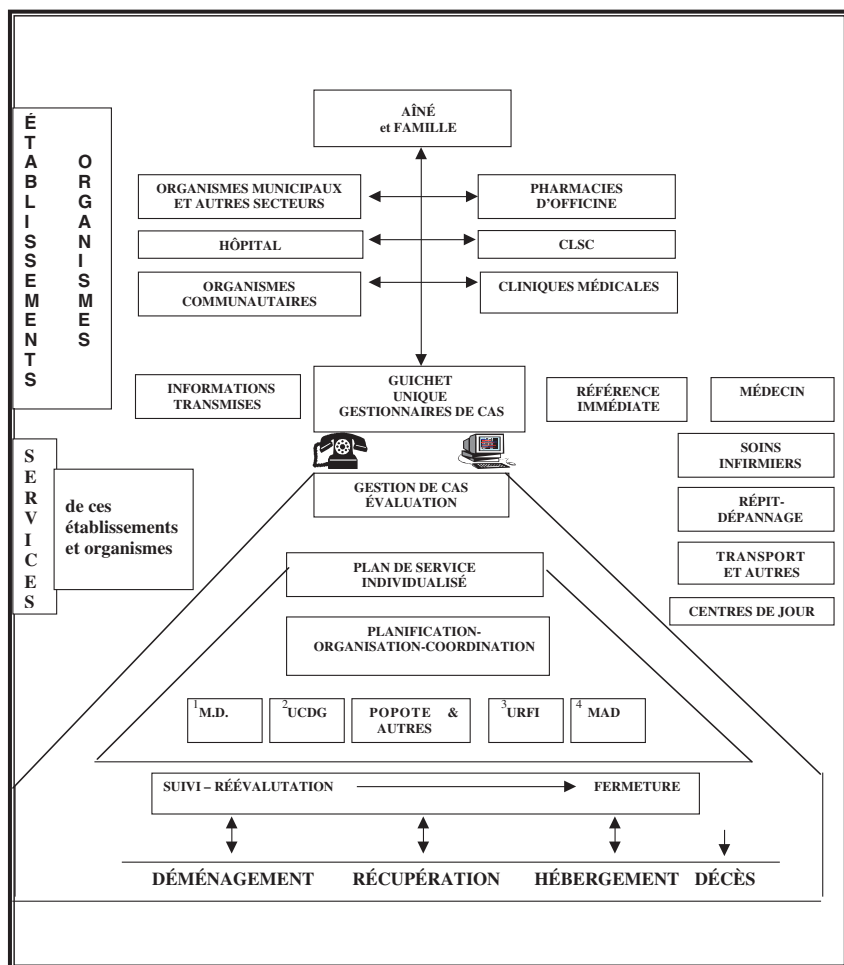 ÉTABLISSEMENTS
ORGANISMES
AÎNÉ
et FAMILLE
ORGANISMES MUNICIPAUX
ET AUTRES SECTEURS
PHARMACIES
D'OFFICINE
HÔPITAL
CLSC
ORGANISMES
COMMUNAUTAIRES
CLINIQUES MÉDICALES
INFORMATIONS
TRANSMISES
GUICHET
UNIQUE
GESTIONNAIRES DE CAS
RÉFÉRENCE
IMMÉDIATE
MÉDECIN
SERVICES
de ces
établissements
et organismes
SOINS
INFIRMIERS
RÉPIT-
DÉPANNAGE
TRANSPORT
ET AUTRES
CENTRES DE JOUR
GESTION DE CAS
ÉVALUATION
PLAN DE SERVICE
INDIVIDUALISÉ
PLANIFICATION-
ORGANISATION-COORDINATION
1M.D.
2UCDG
POPOTE &
AUTRES
3URFI
4 MAD
SUIVI – RÉÉVALUTATION
FERMETURE
DÉMÉNAGEMENT
RÉCUPÉRATION
HÉBERGEMENT
DÉCÈS